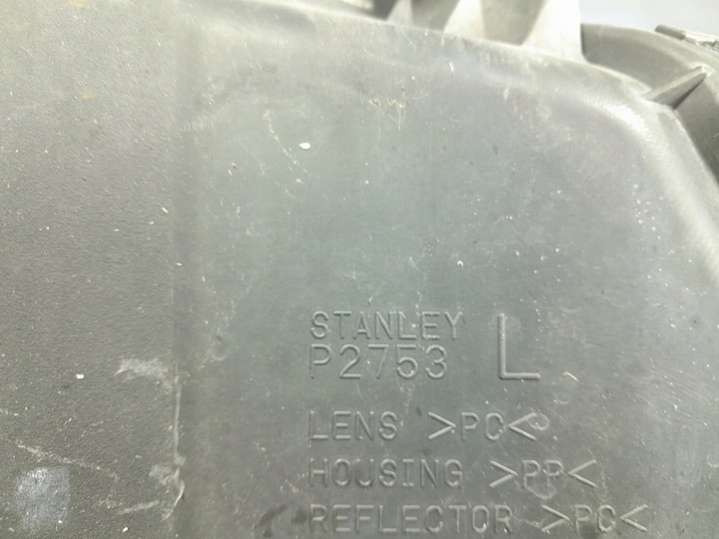 STANLEY
P2753 L
LENS >PC<
HOUSING >PP<
REFLECTOR >PC<